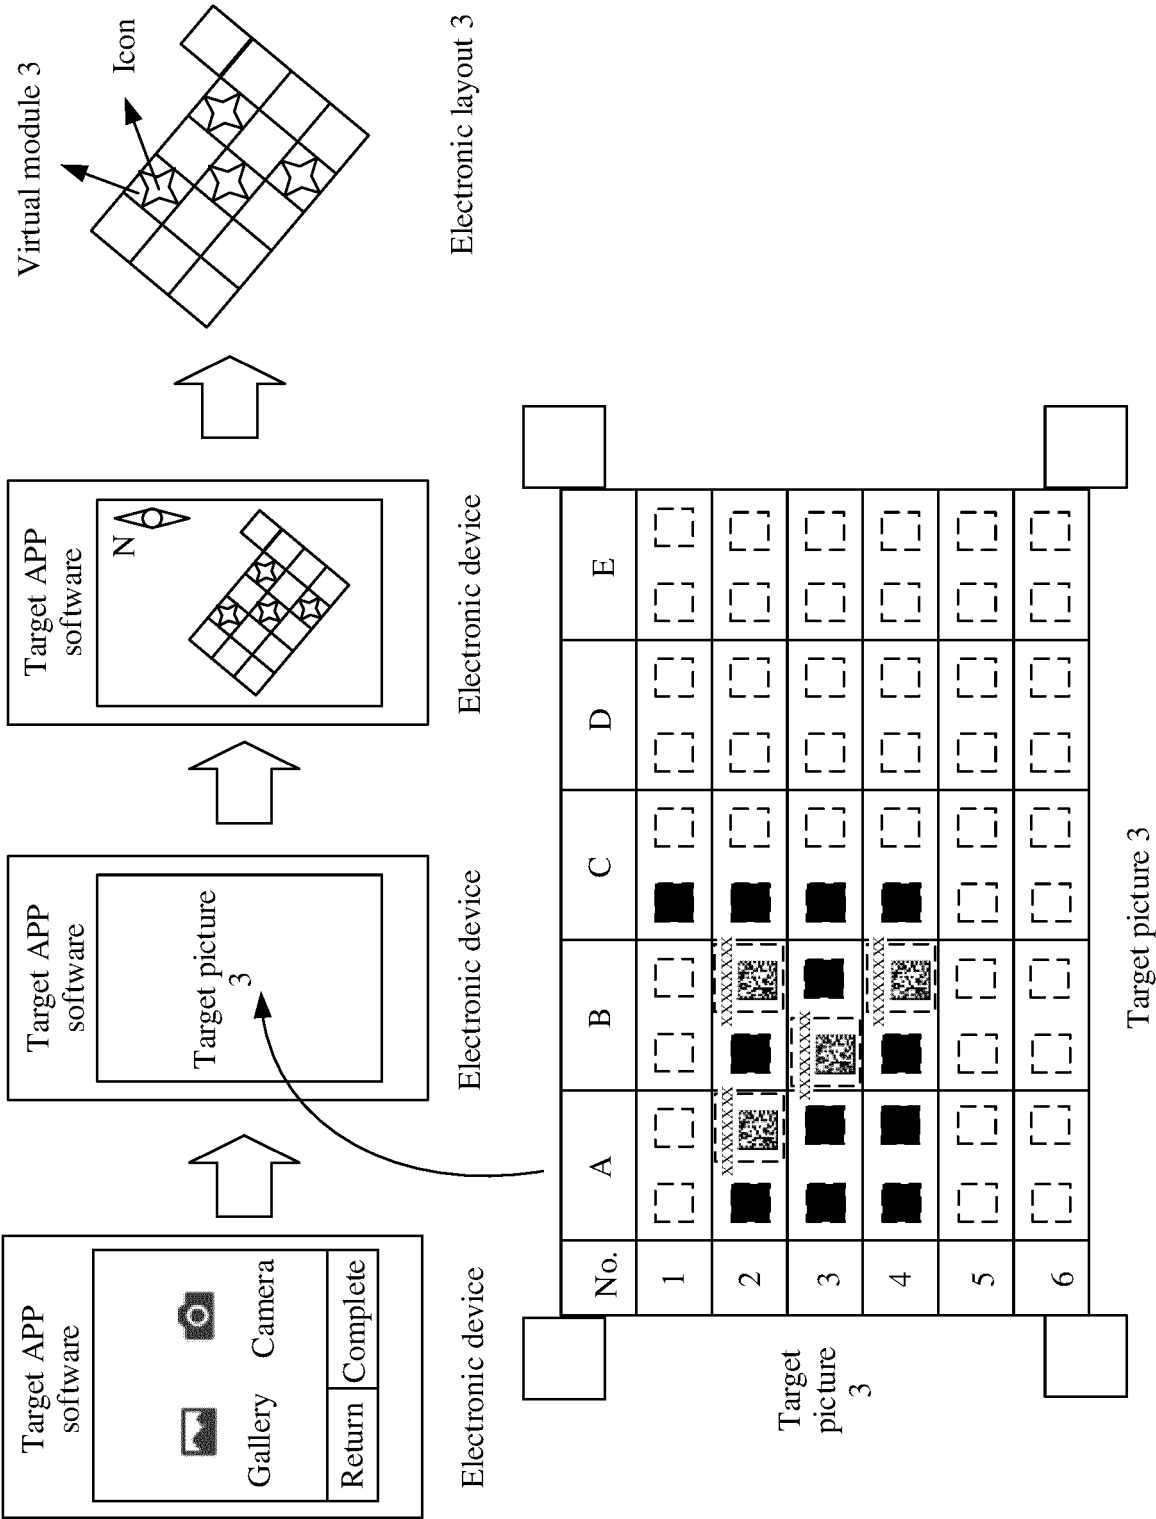 Target APP
software
Gallery
Camera
Return
Complete
Electronic device
Target APP
software
Target picture
3
Electronic device
Target APP
software
N
Electronic device
Virtual module 3
Icon
Electronic layout 3
Target
picture
3
No.
A
B
C
D
E
1
2
XXXXXXX
XXXXXXX
3
XXXXXXX
4
XXXXXXX
5
6
Target picture 3